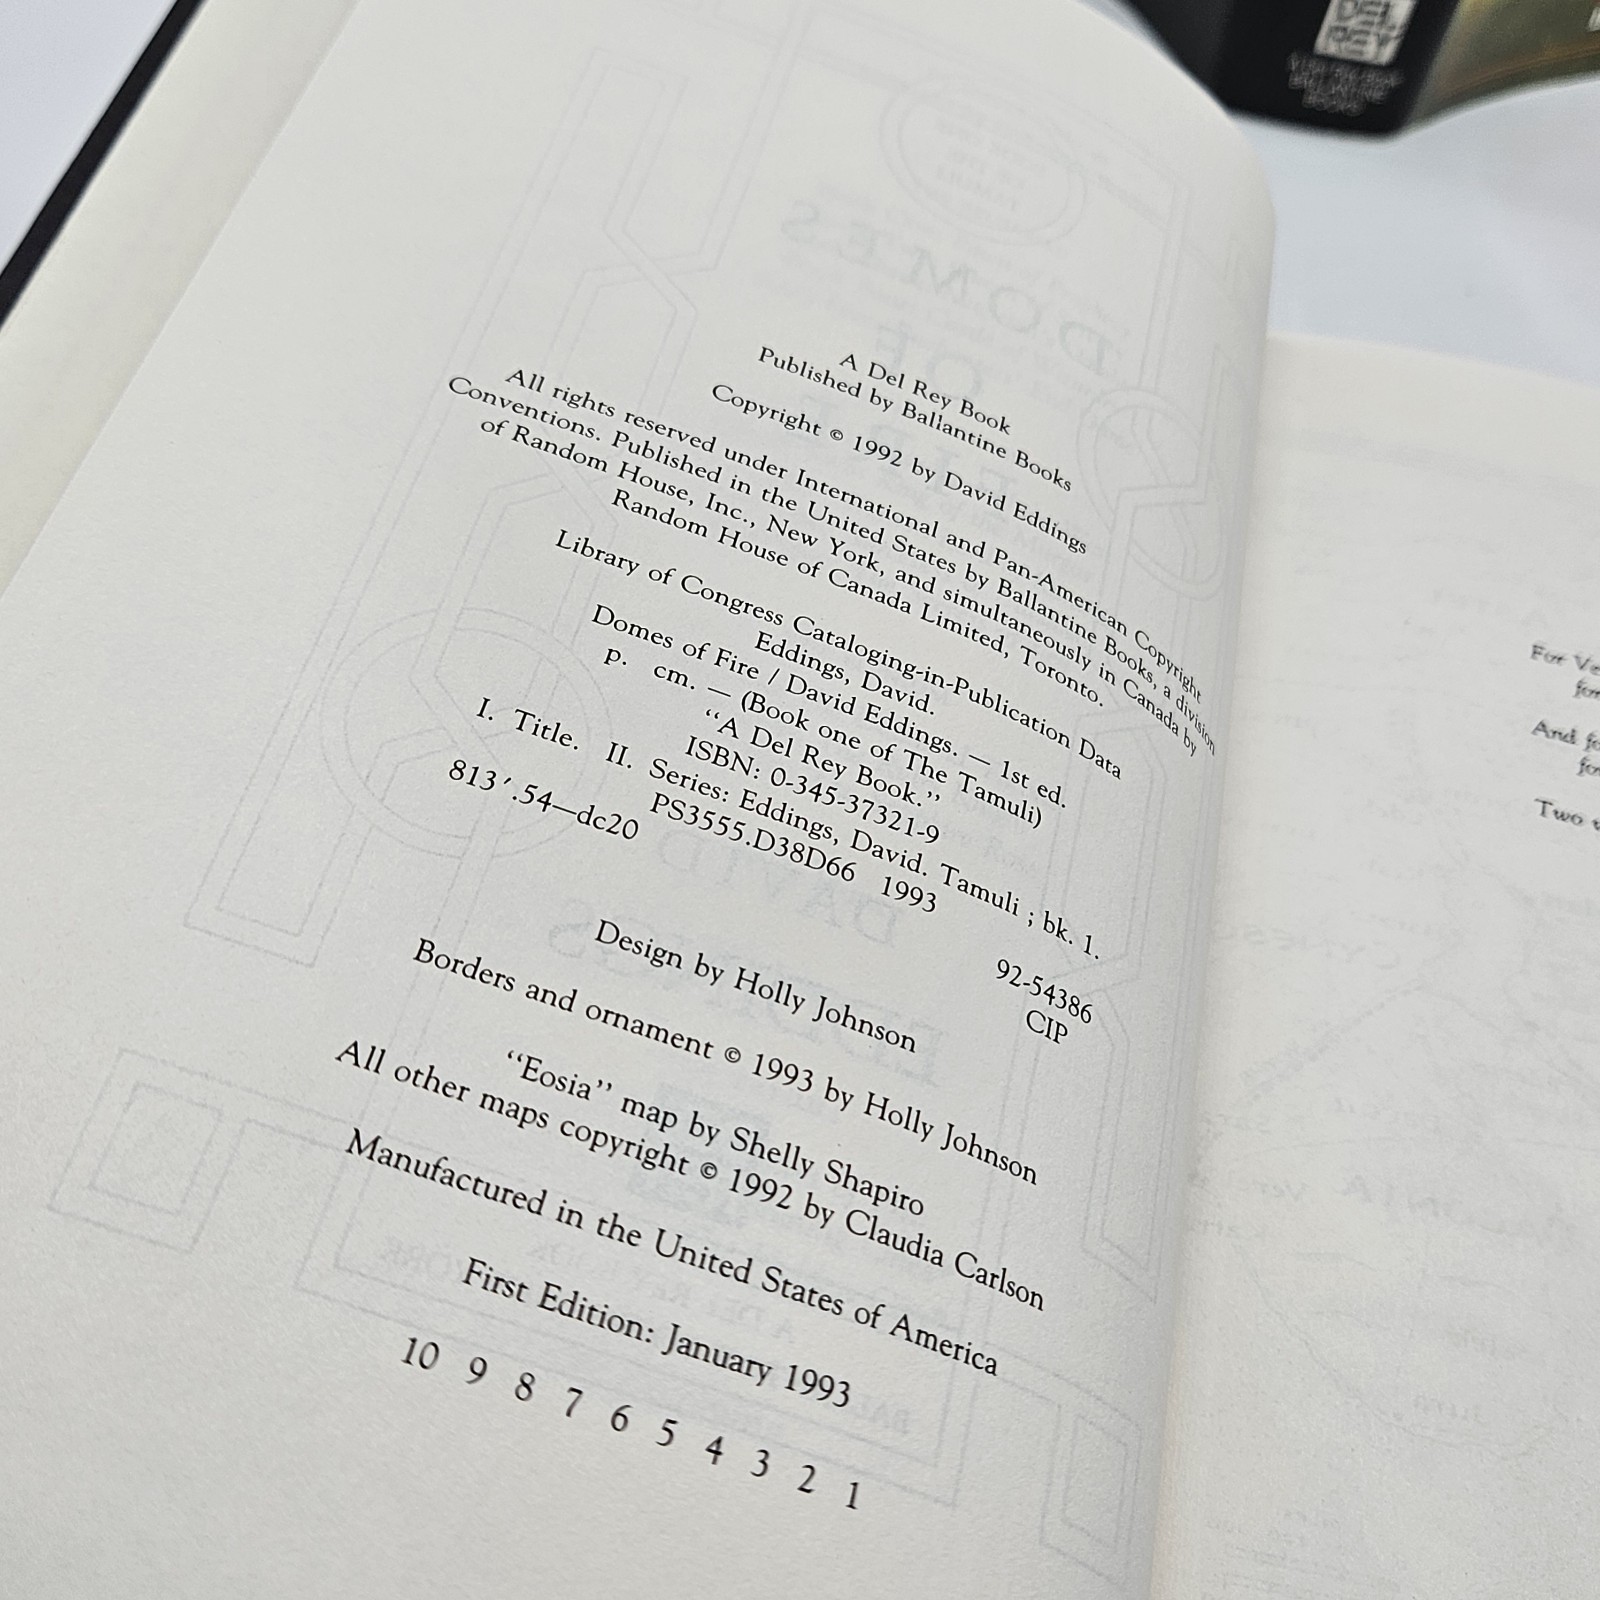 A Del Rey Book
Published by Ballantine Books
Copyright © 1992 by David Eddings
All rights reserved under International and Pan-American Copyright
Conventions. Published in the United States by Ballantine Books, a division
of Random House, Inc., New York, and simultaneously in Canada by
Random House of Canada Limited, Toronto.
Library of Congress Cataloging-in-Publication Data
Eddings, David.
Domes of Fire / David Eddings. — 1st ed.
p. cm. — (Book one of The Tamuli)
“A Del Rey Book.”
ISBN: 0-345-37321-9
I. Title. II. Series: Eddings, David. Tamuli ; bk. 1.
PS3555.D38D66 1993
813′.54—dc20 92-54386
CIP
Design by Holly Johnson
Borders and ornament © 1993 by Holly Johnson
“Eosia” map by Shelly Shapiro
All other maps copyright © 1992 by Claudia Carlson
Manufactured in the United States of America
First Edition: January 1993
10 9 8 7 6 5 4 3 2 1
For
And
Two
DEL
REY